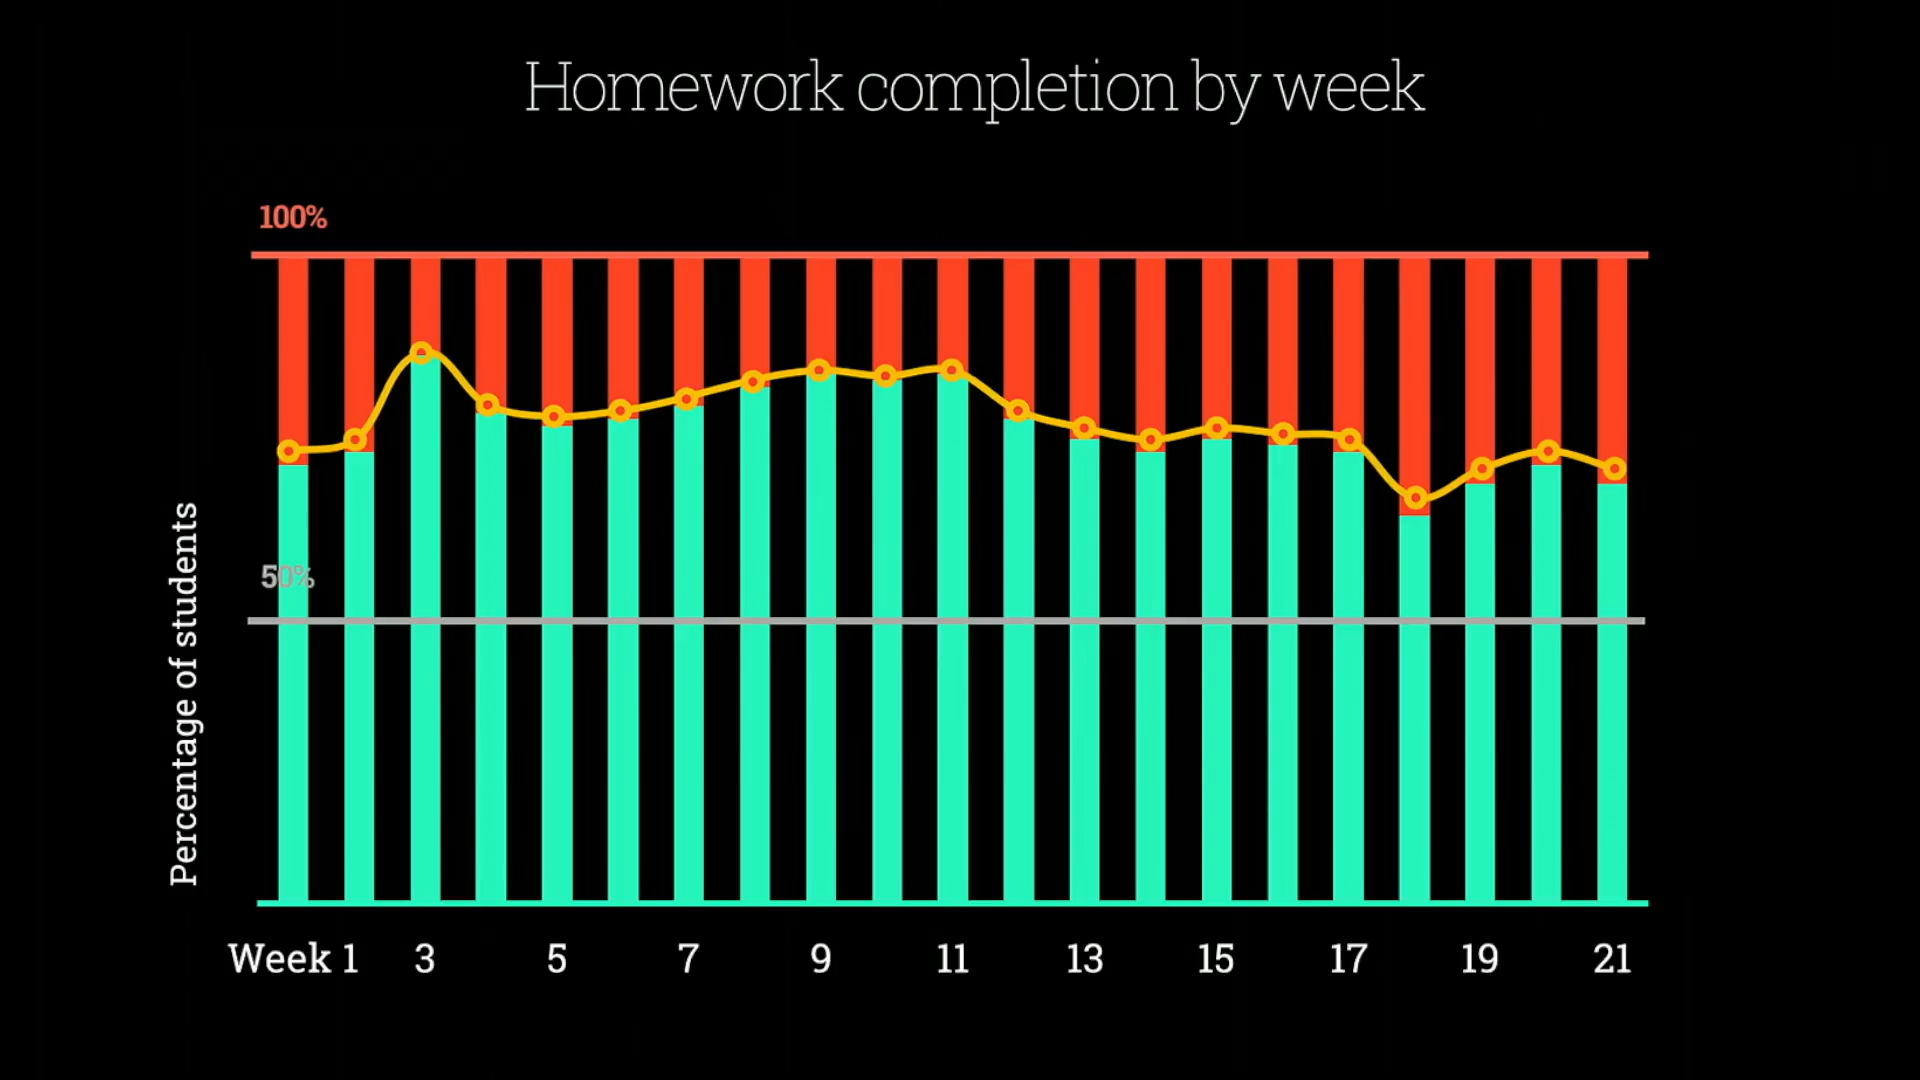 Homework completion by week
100%
50%
Percentage of students
Week 1 3 5 7 9 11 13 15 17 19 21